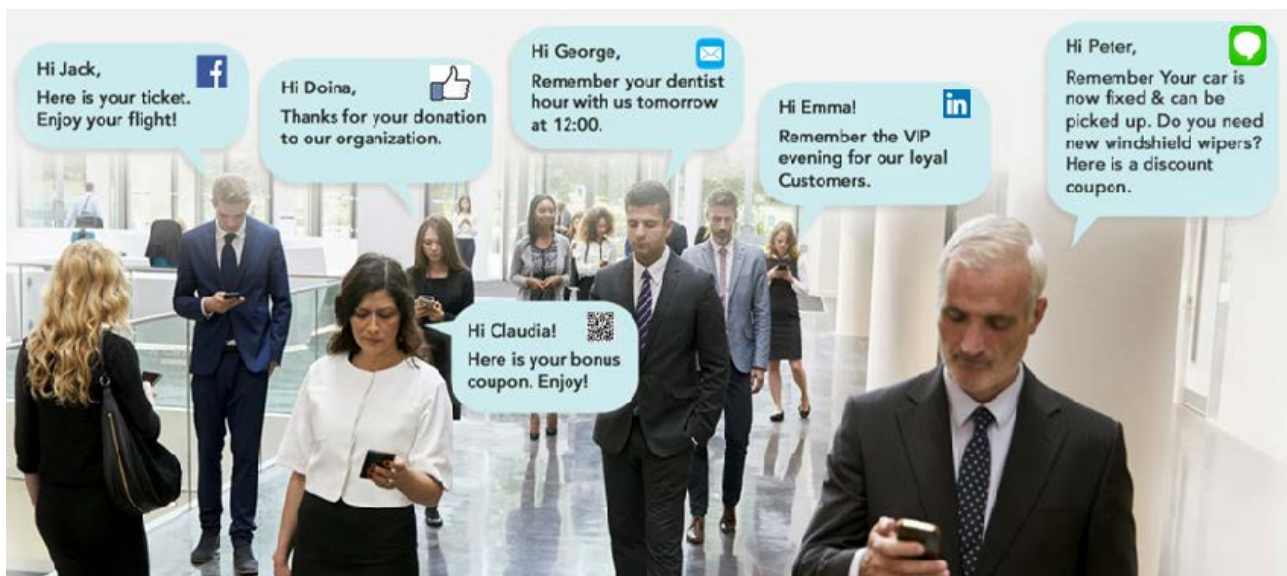 Hi Jack,
Here is your ticket.
Enjoy your flight!
Hi Doina,
Thanks for your donation
to our organization.
Hi George,
Remember your dentist
hour with us tomorrow
at 12:00.
Hi Emma!
Remember the VIP
evening for our loyal
Customers.
Hi Peter,
Remember Your car is
now fixed & can be
picked up. Do you need
new windshield wipers?
Here is a discount
coupon.
Hi Claudia!
Here is your bonus
coupon. Enjoy!
f
in